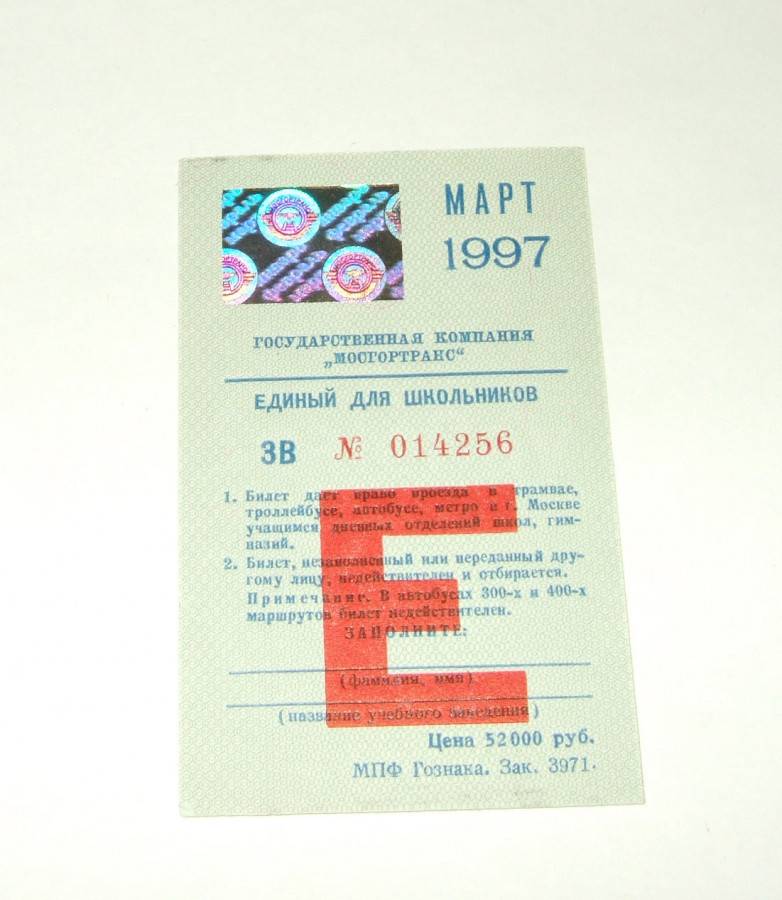 МАРТ
1997
ГОСУДАРСТВЕННАЯ КОМПАНИЯ
„МОСГОРТРАНС“
ЕДИНЫЙ ДЛЯ ШКОЛЬНИКОВ
ЗВ № 014256
1. Билет дает право проезда в трамвае,
троллейбусе, автобусе, метро в г. Москве
учащимся дневных отделений школ, гим-
назий.
2. Билет, незаполненный или переданный дру-
гому лицу, недействителен и отбирается.
Примечание. В автобусах 300-х и 400-х
маршрутов билет недействителен.
ЗАПОЛНИТЕ:
(фамилия, имя)
(название учебного заведения)
Е
Цена 52000 руб.
МПФ Гознака. Зак. 3971.